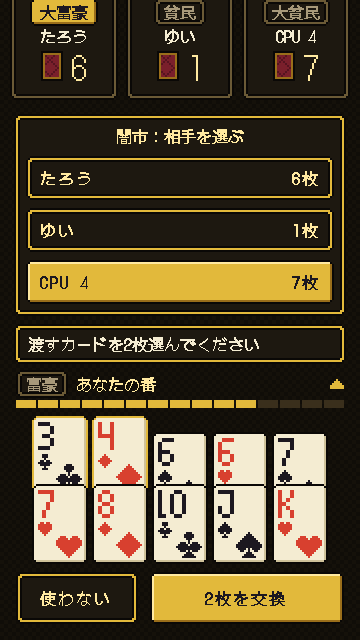 大富豪 貧民 大貧民
たろう ゆい CPU 4
6 1 7
闇市：相手を選ぶ
たろう 6枚
ゆい 1枚
CPU 4 7枚
渡すカードを2枚選んでください
富豪 あなたの番
3 4 6 6 7
7 8 10 J K
使わない 2枚を交換